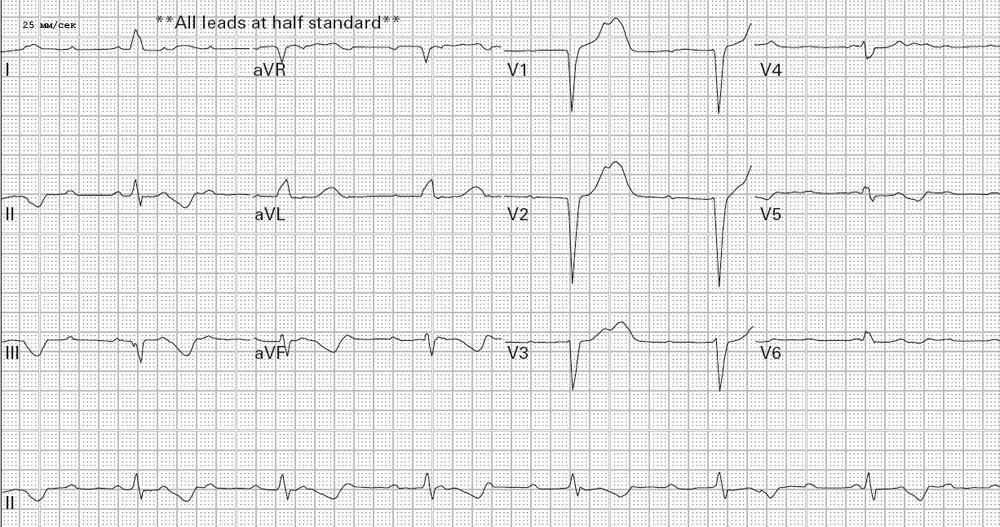 25 мм/сек **All leads at half standard**
I aVR V1 V4
II aVL V2 V5
III aVF V3 V6
II